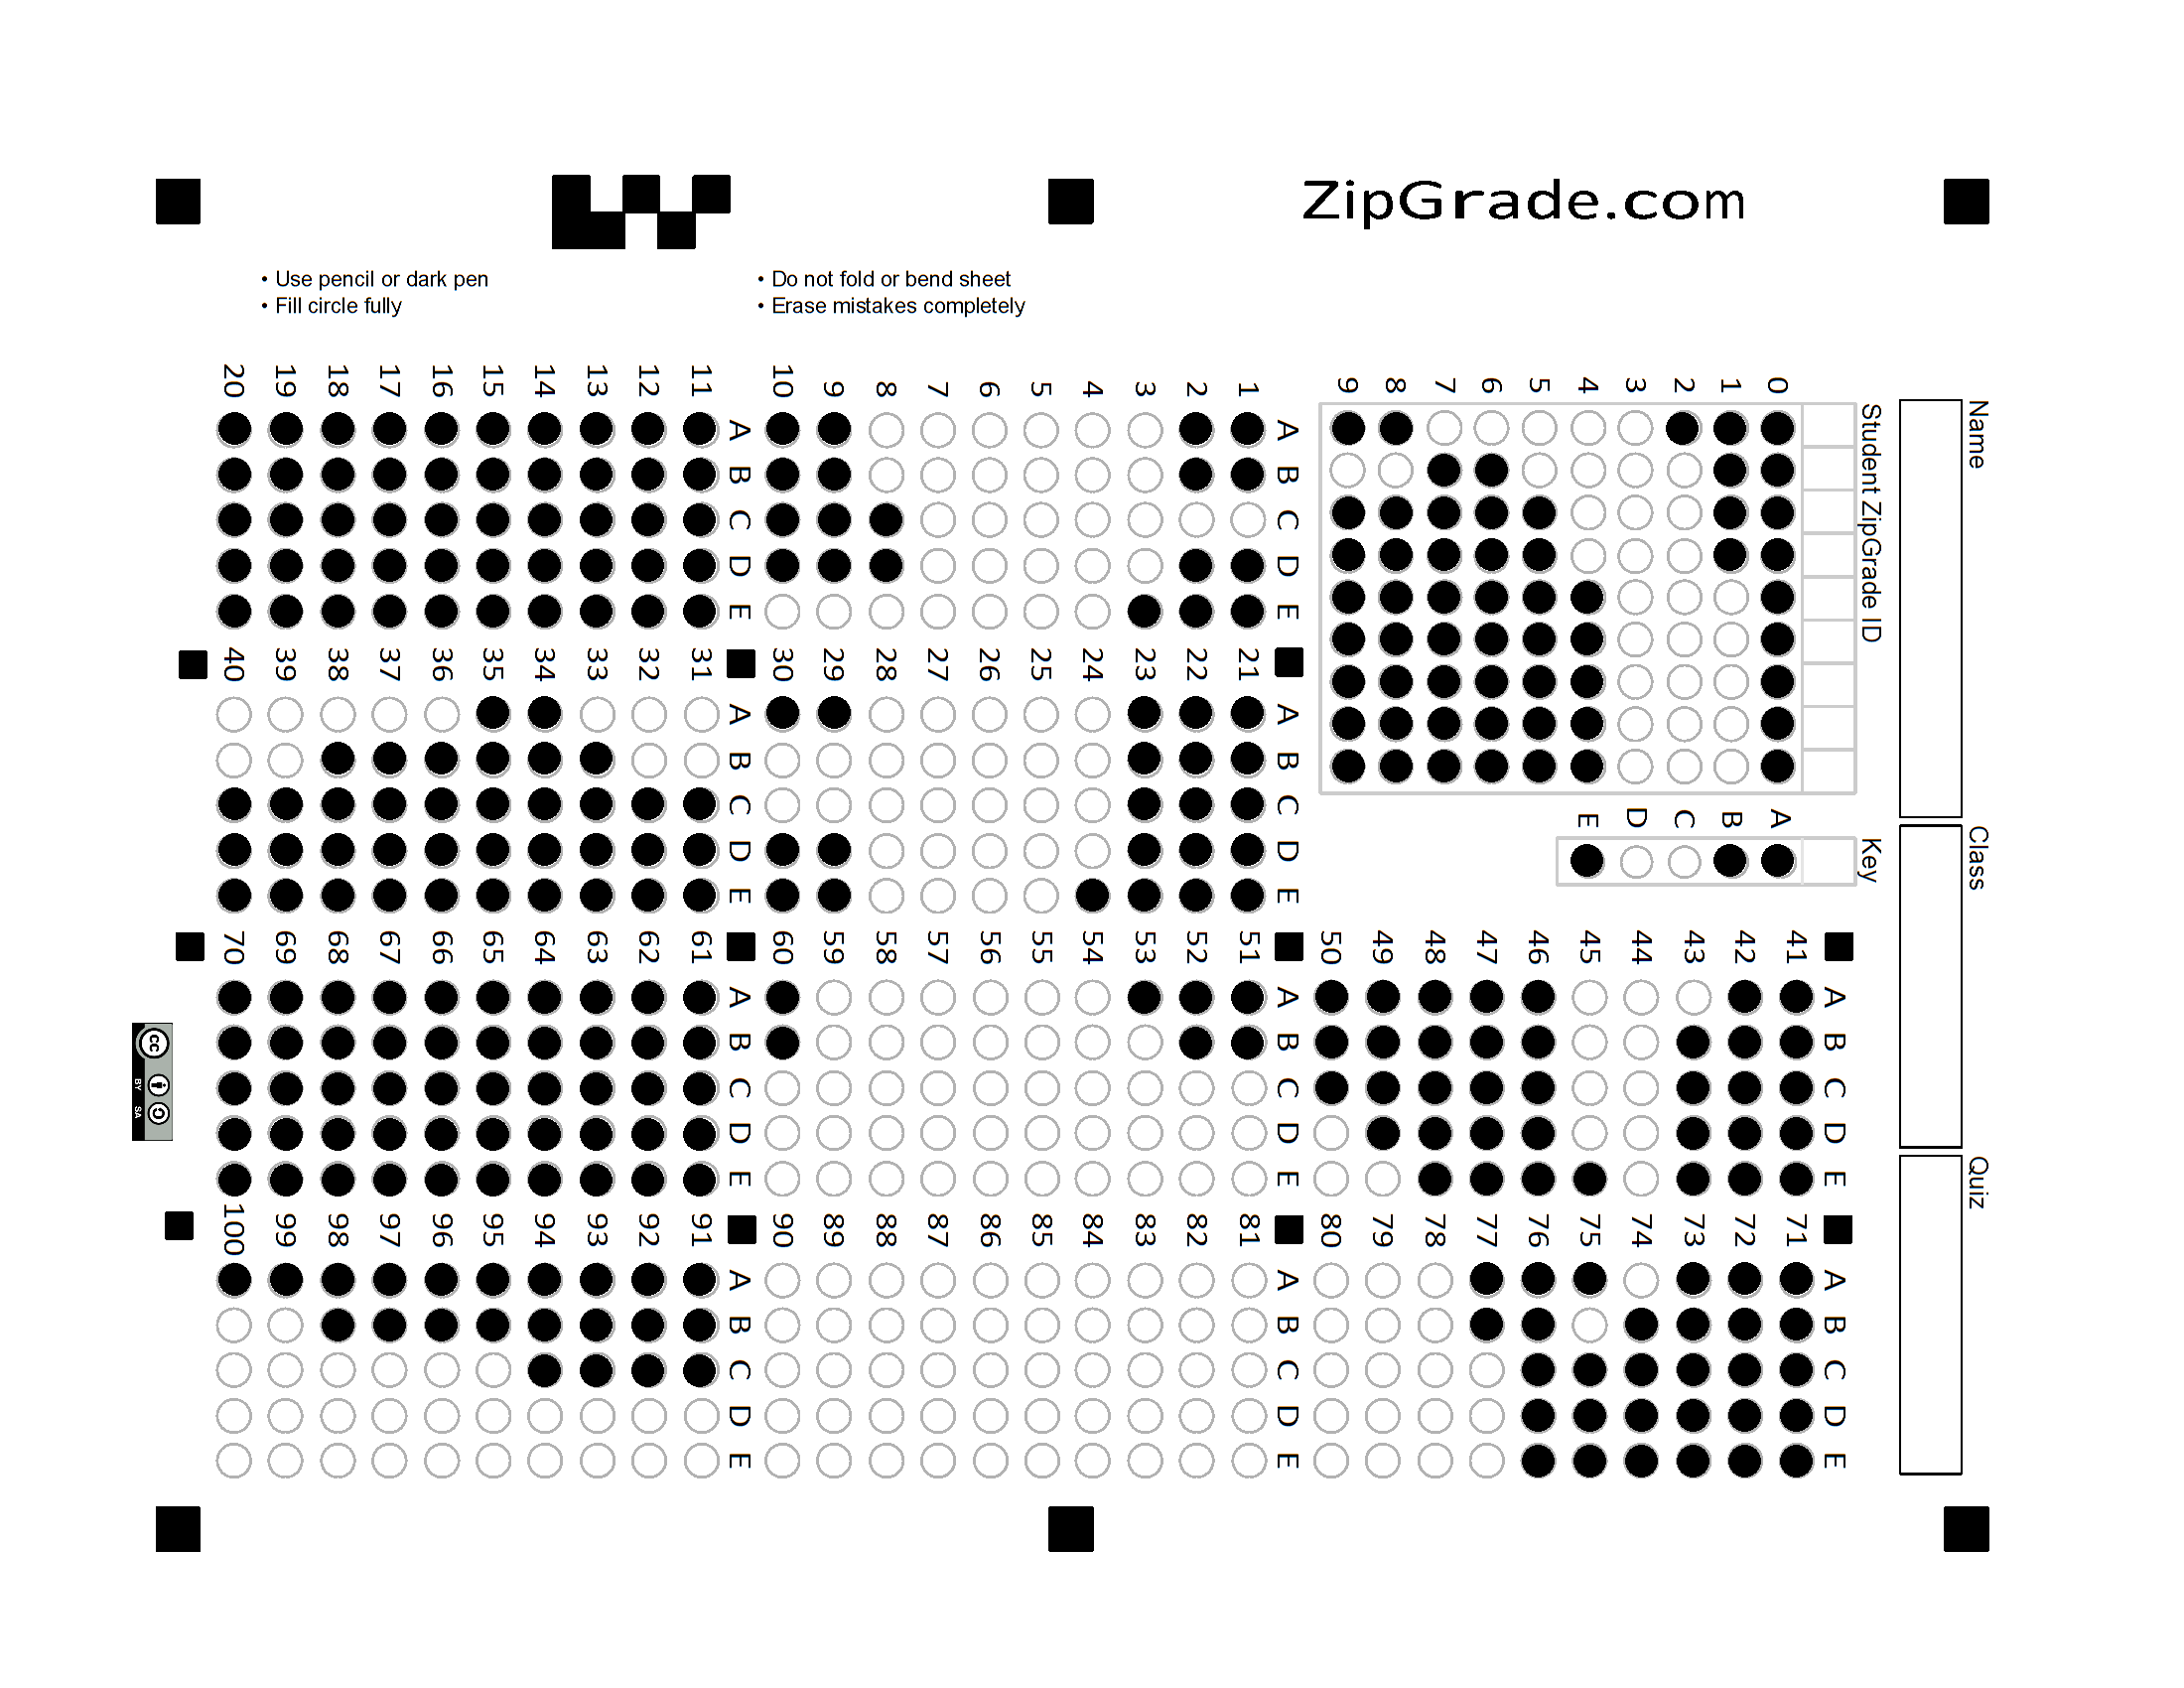 ZipGrade.com
• Use pencil or dark pen
• Fill circle fully
• Do not fold or bend sheet
• Erase mistakes completely
Name
Class
Quiz
Student ZipGrade ID
0 1 2 3 4 5 6 7 8 9
Key
A B C D E
1 2 3 4 5 6 7 8 9 10
A B C D E
11 12 13 14 15 16 17 18 19 20
A B C D E
21 22 23 24 25 26 27 28 29 30
A B C D E
31 32 33 34 35 36 37 38 39 40
A B C D E
41 42 43 44 45 46 47 48 49 50
A B C D E
51 52 53 54 55 56 57 58 59 60
A B C D E
61 62 63 64 65 66 67 68 69 70
A B C D E
71 72 73 74 75 76 77 78 79 80
A B C D E
81 82 83 84 85 86 87 88 89 90
A B C D E
91 92 93 94 95 96 97 98 99 100
A B C D E
cc
BY SA